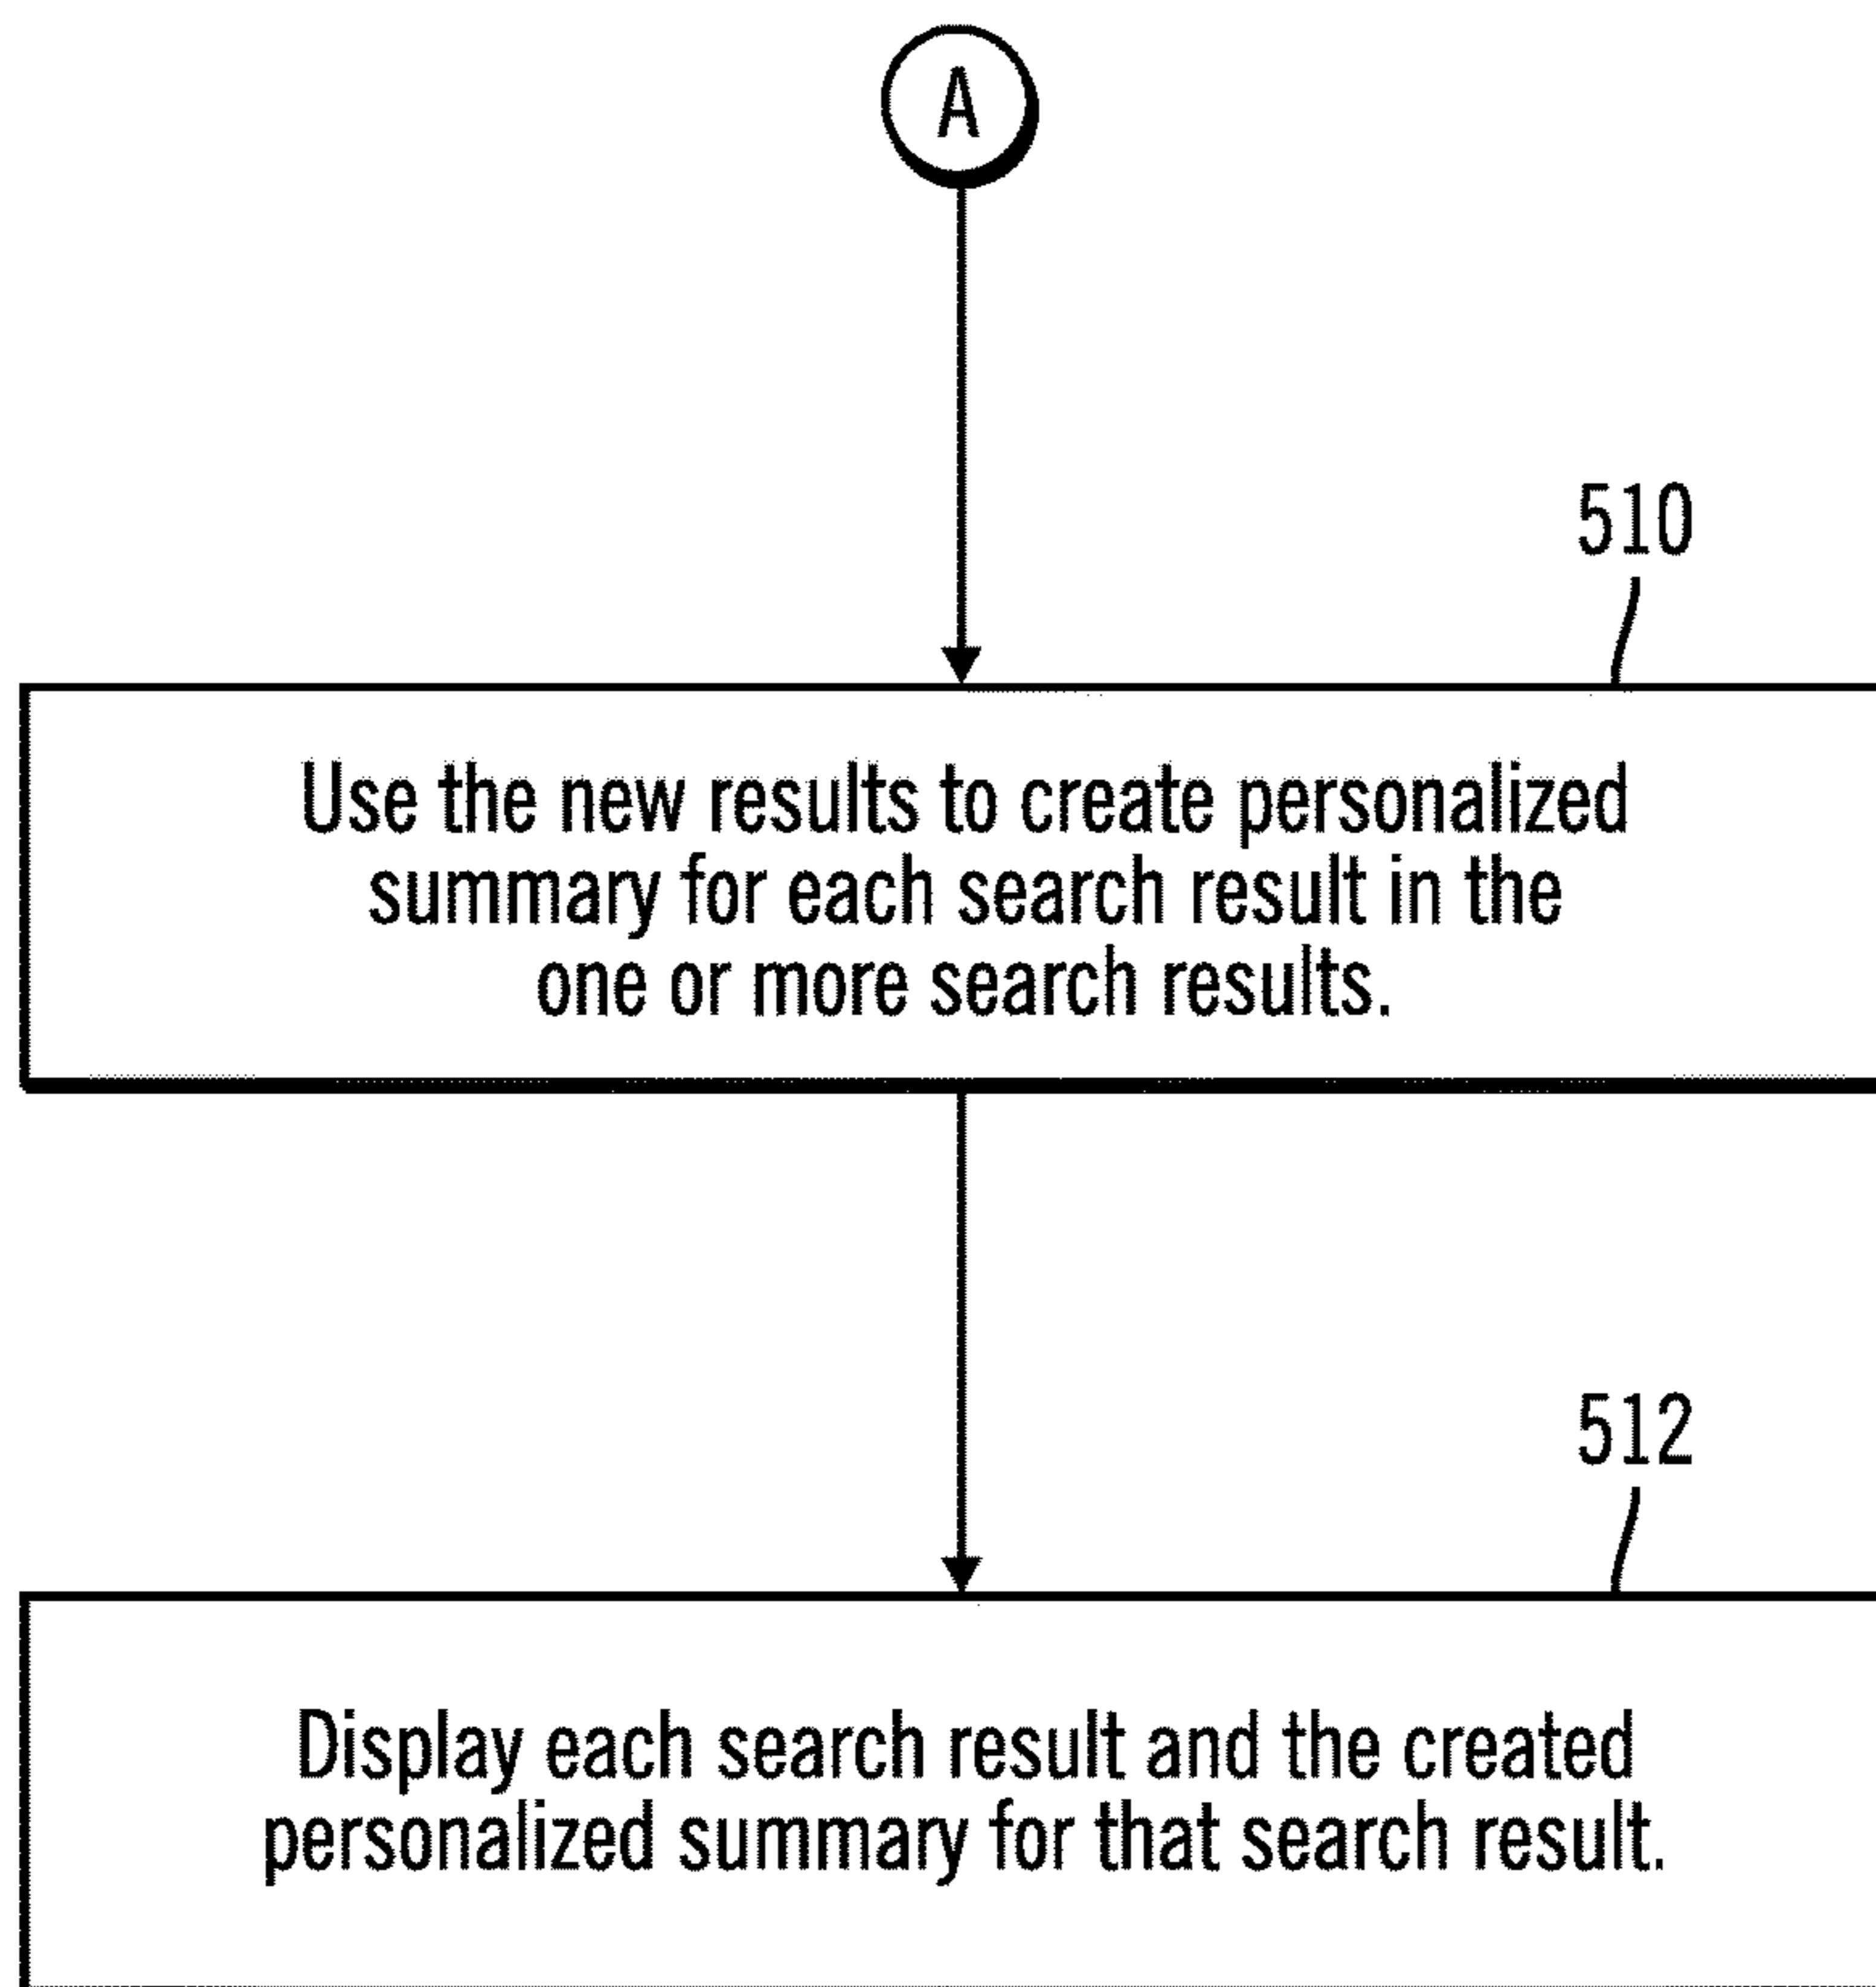 A
510
Use the new results to create personalized
summary for each search result in the
one or more search results.
512
Display each search result and the created
personalized summary for that search result.